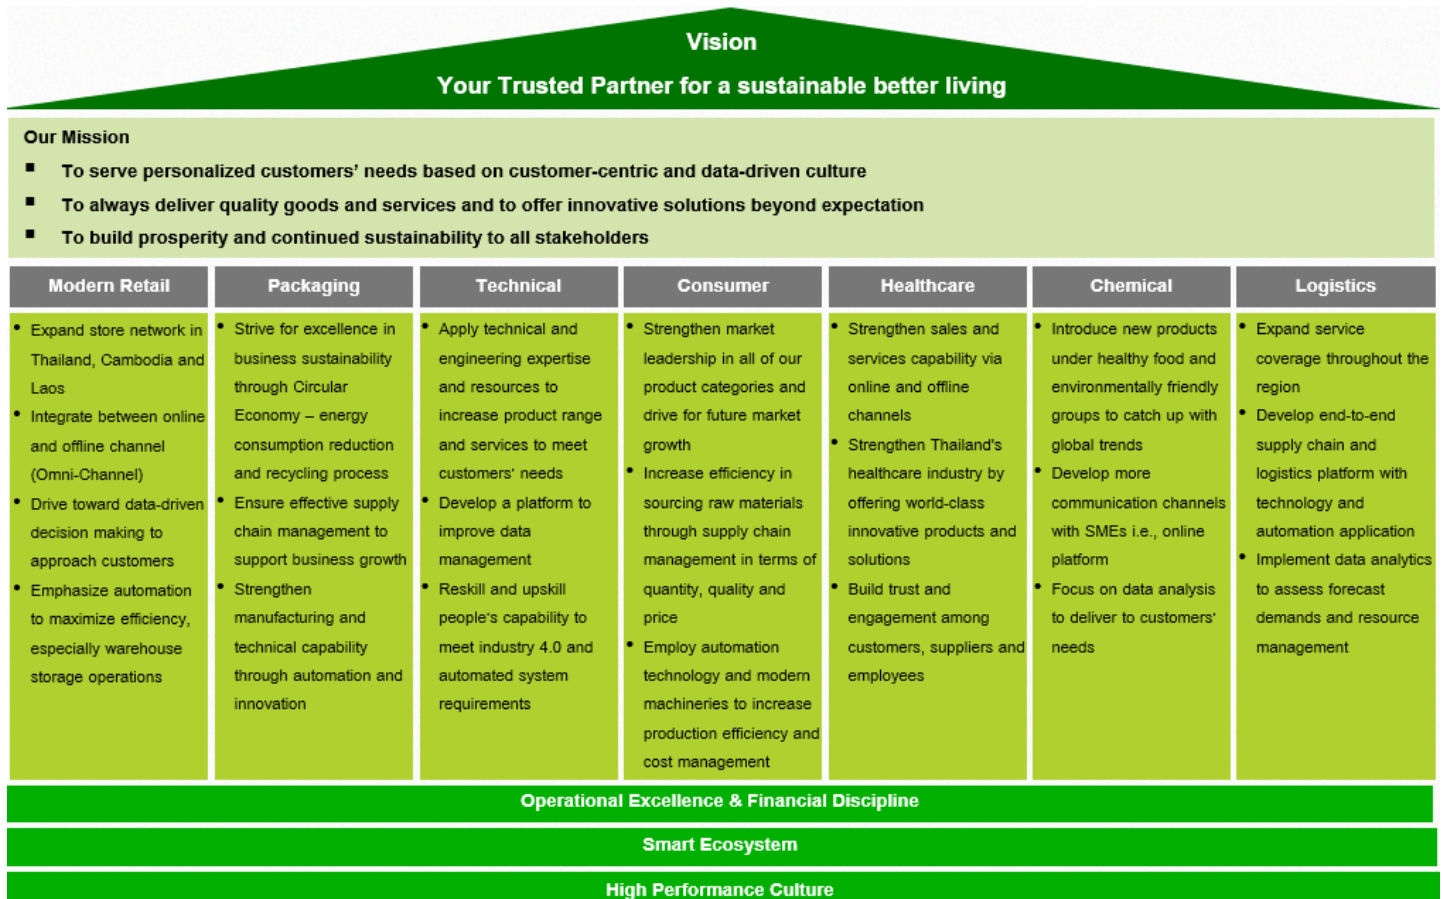 Vision
Your Trusted Partner for a sustainable better living
Our Mission
▪ To serve personalized customers' needs based on customer-centric and data-driven culture
▪ To always deliver quality goods and services and to offer innovative solutions beyond expectation
▪ To build prosperity and continued sustainability to all stakeholders
Modern Retail
• Expand store network in
Thailand, Cambodia and
Laos
• Integrate between online
and offline channel
(Omni-Channel)
• Drive toward data-driven
decision making to
approach customers
• Emphasize automation
to maximize efficiency,
especially warehouse
storage operations
Packaging
• Strive for excellence in
business sustainability
through Circular
Economy – energy
consumption reduction
and recycling process
• Ensure effective supply
chain management to
support business growth
• Strengthen
manufacturing and
technical capability
through automation and
innovation
Technical
• Apply technical and
engineering expertise
and resources to
increase product range
and services to meet
customers' needs
• Develop a platform to
improve data
management
• Reskill and upskill
people's capability to
meet industry 4.0 and
automated system
requirements
Consumer
• Strengthen market
leadership in all of our
product categories and
drive for future market
growth
• Increase efficiency in
sourcing raw materials
through supply chain
management in terms of
quantity, quality and
price
• Employ automation
technology and modern
machineries to increase
production efficiency and
cost management
Healthcare
• Strengthen sales and
services capability via
online and offline
channels
• Strengthen Thailand's
healthcare industry by
offering world-class
innovative products and
solutions
• Build trust and
engagement among
customers, suppliers and
employees
Chemical
• Introduce new products
under healthy food and
environmentally friendly
groups to catch up with
global trends
• Develop more
communication channels
with SMEs i.e., online
platform
• Focus on data analysis
to deliver to customers'
needs
Logistics
• Expand service
coverage throughout the
region
• Develop end-to-end
supply chain and
logistics platform with
technology and
automation application
• Implement data analytics
to assess forecast
demands and resource
management
Operational Excellence & Financial Discipline
Smart Ecosystem
High Performance Culture